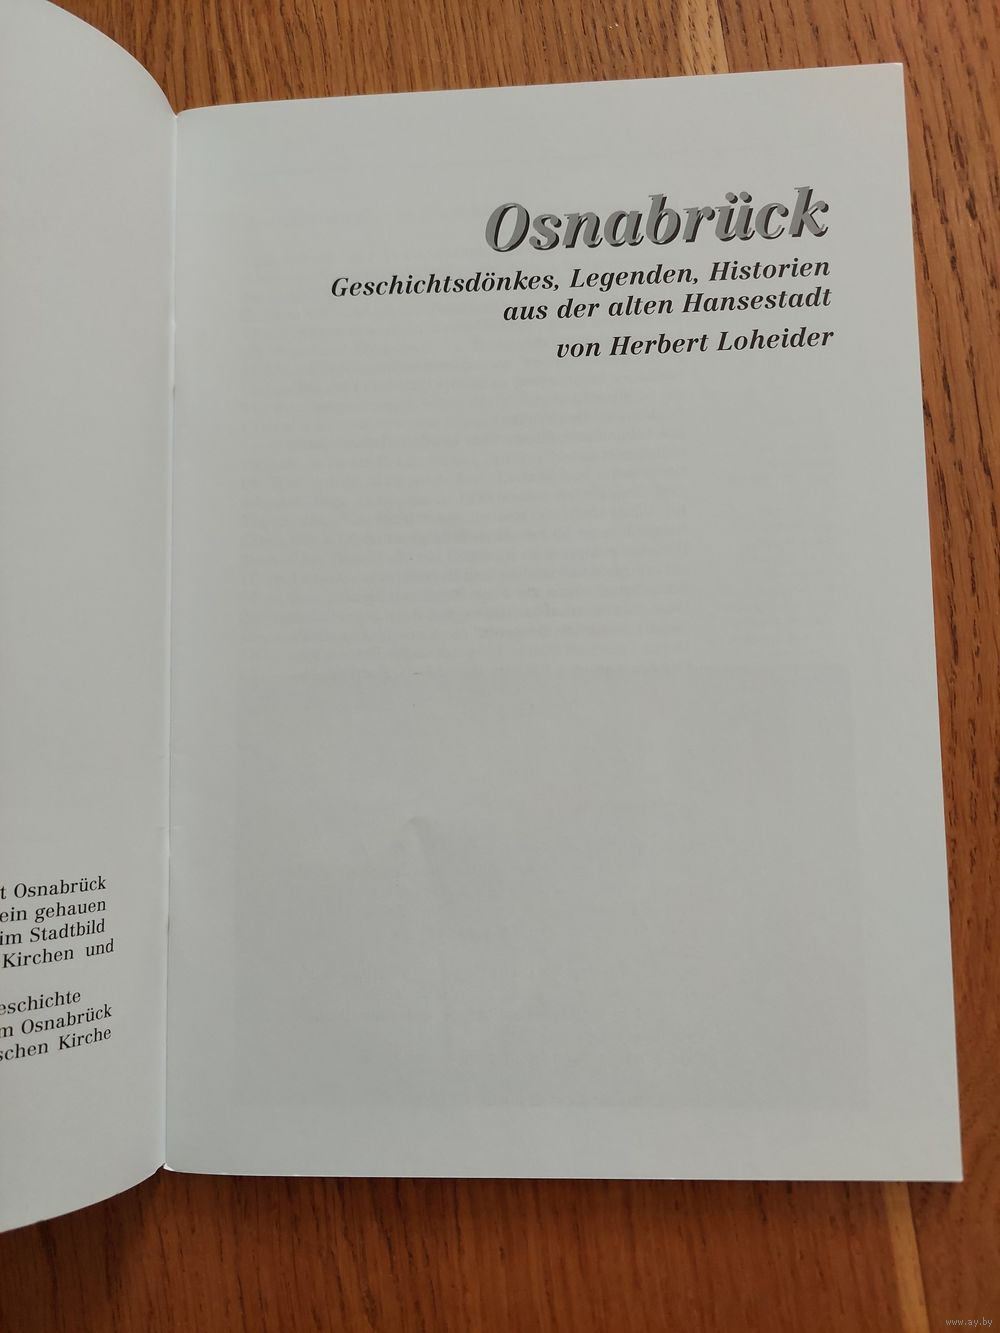 t Osnabrück
ein gehauen
im Stadtbild
Kirchen und
eschichte
m Osnabrück
schen Kirche
Osnabrück
Geschichtsdönkes, Legenden, Historien
aus der alten Hansestadt
von Herbert Loheider
www.ay.by